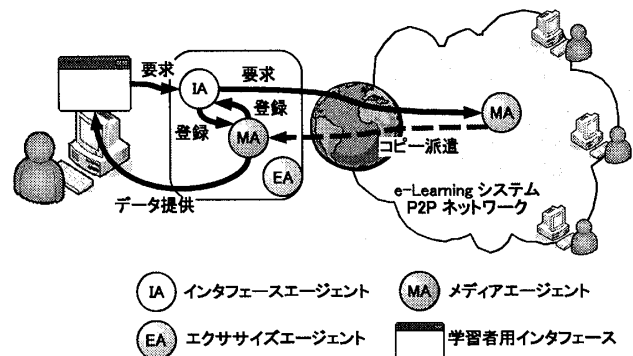 要求
IA
要求
登録
登録
MA
MA
コピー派遣
EA
データ提供
e-Learning システム
P2P ネットワーク
IA インタフェースエージェント
MA メディアエージェント
EA エクササイズエージェント
学習者用インタフェース